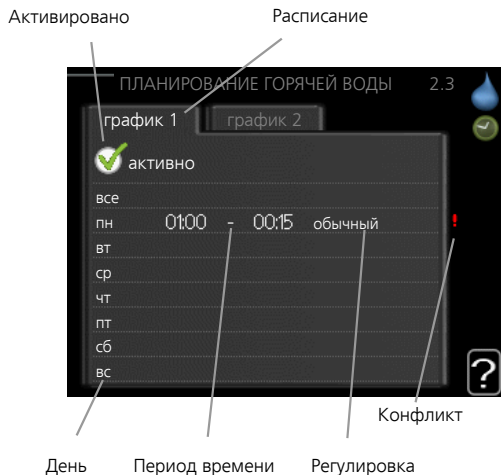 Активировано Расписание
ПЛАНИРОВАНИЕ ГОРЯЧЕЙ ВОДЫ 2.3
график 1 график 2
активно
все
пн 01:00 - 00:15 обычный !
вт
ср
чт
пт
сб
вс ?
Конфликт
День Период времени Регулировка